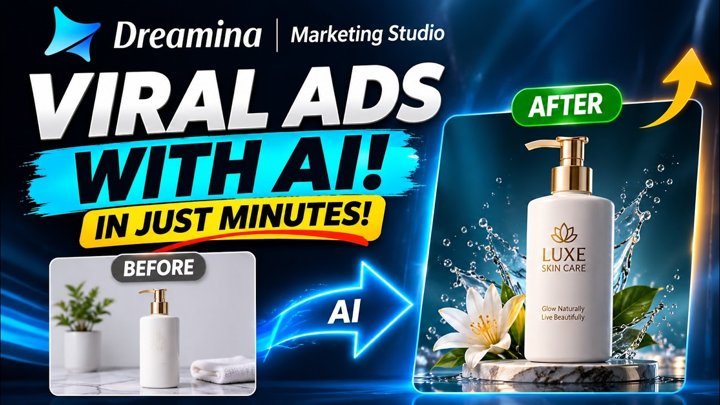 Dreamina | Marketing Studio
VIRAL ADS
WITH AI!
IN JUST MINUTES!
BEFORE
AI
AFTER
LUXE
SKIN CARE
Glow Naturally
Live Beautifully